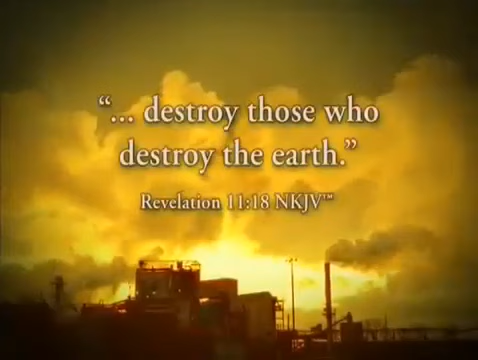 “... destroy those who
destroy the earth.”
Revelation 11:18 NKJV™